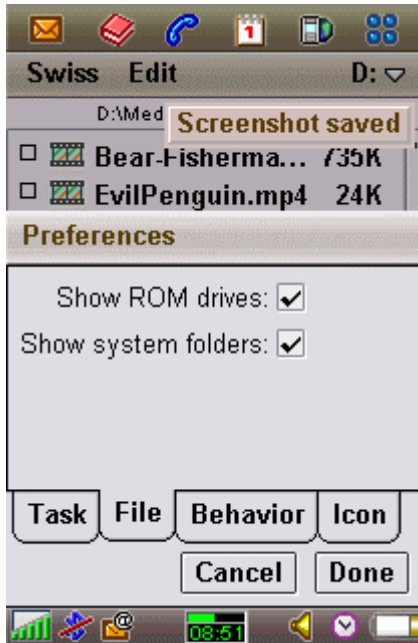 1
Swiss Edit D:
D:\Med
Screenshot saved
Bear-Fisherma... 735K
EvilPenguin.mp4 24K
Preferences
Show ROM drives:
Show system folders:
Task File Behavior Icon
Cancel Done
08:51